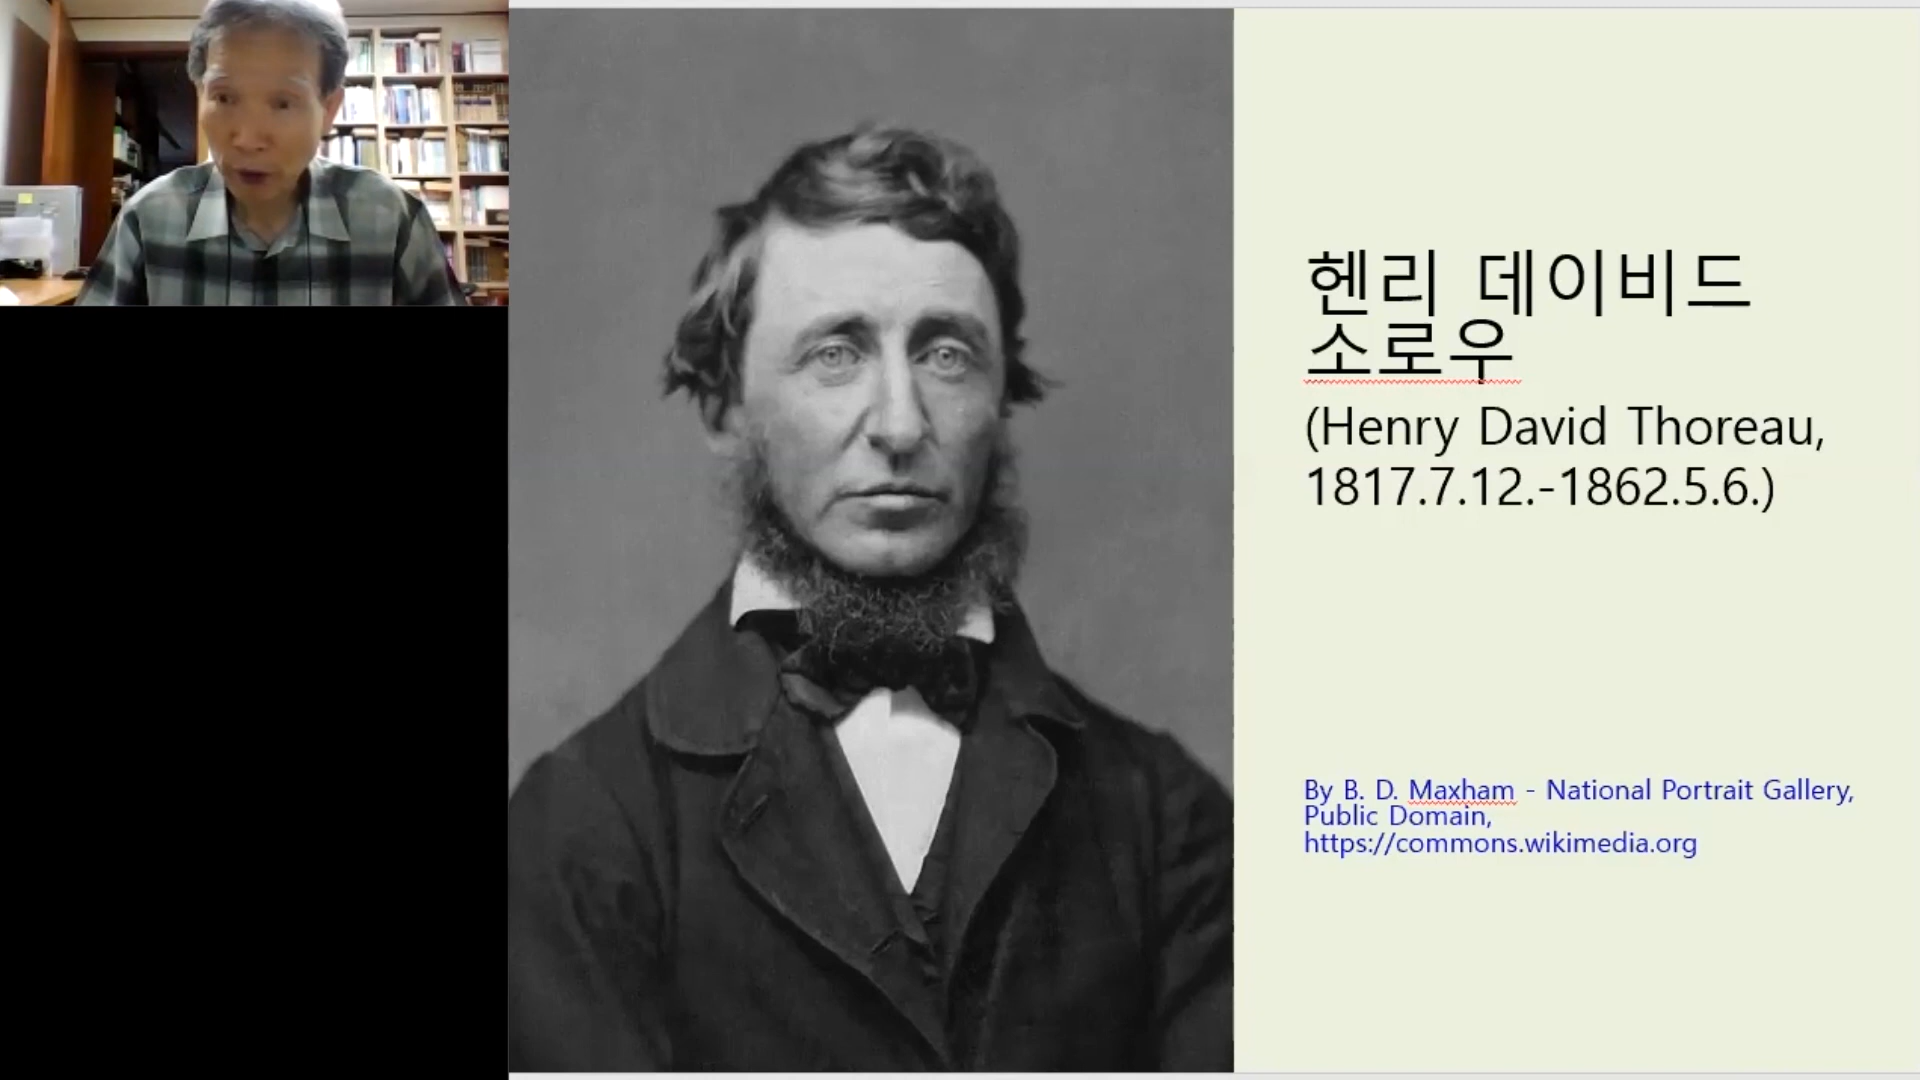 헨리 데이비드
소로우
(Henry David Thoreau,
1817.7.12.-1862.5.6.)
By B. D. Maxham - National Portrait Gallery,
Public Domain,
https://commons.wikimedia.org